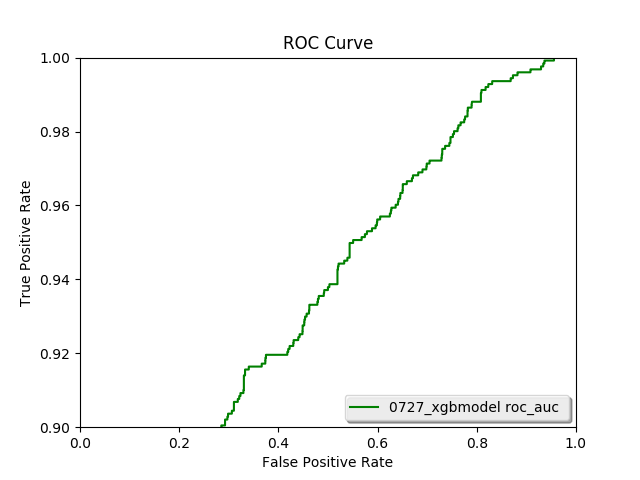 ROC Curve
1.00
0.98
0.96
0.94
0.92
0.90
True Positive Rate
0727_xgbmodel roc_auc
0.0 0.2 0.4 0.6 0.8 1.0
False Positive Rate